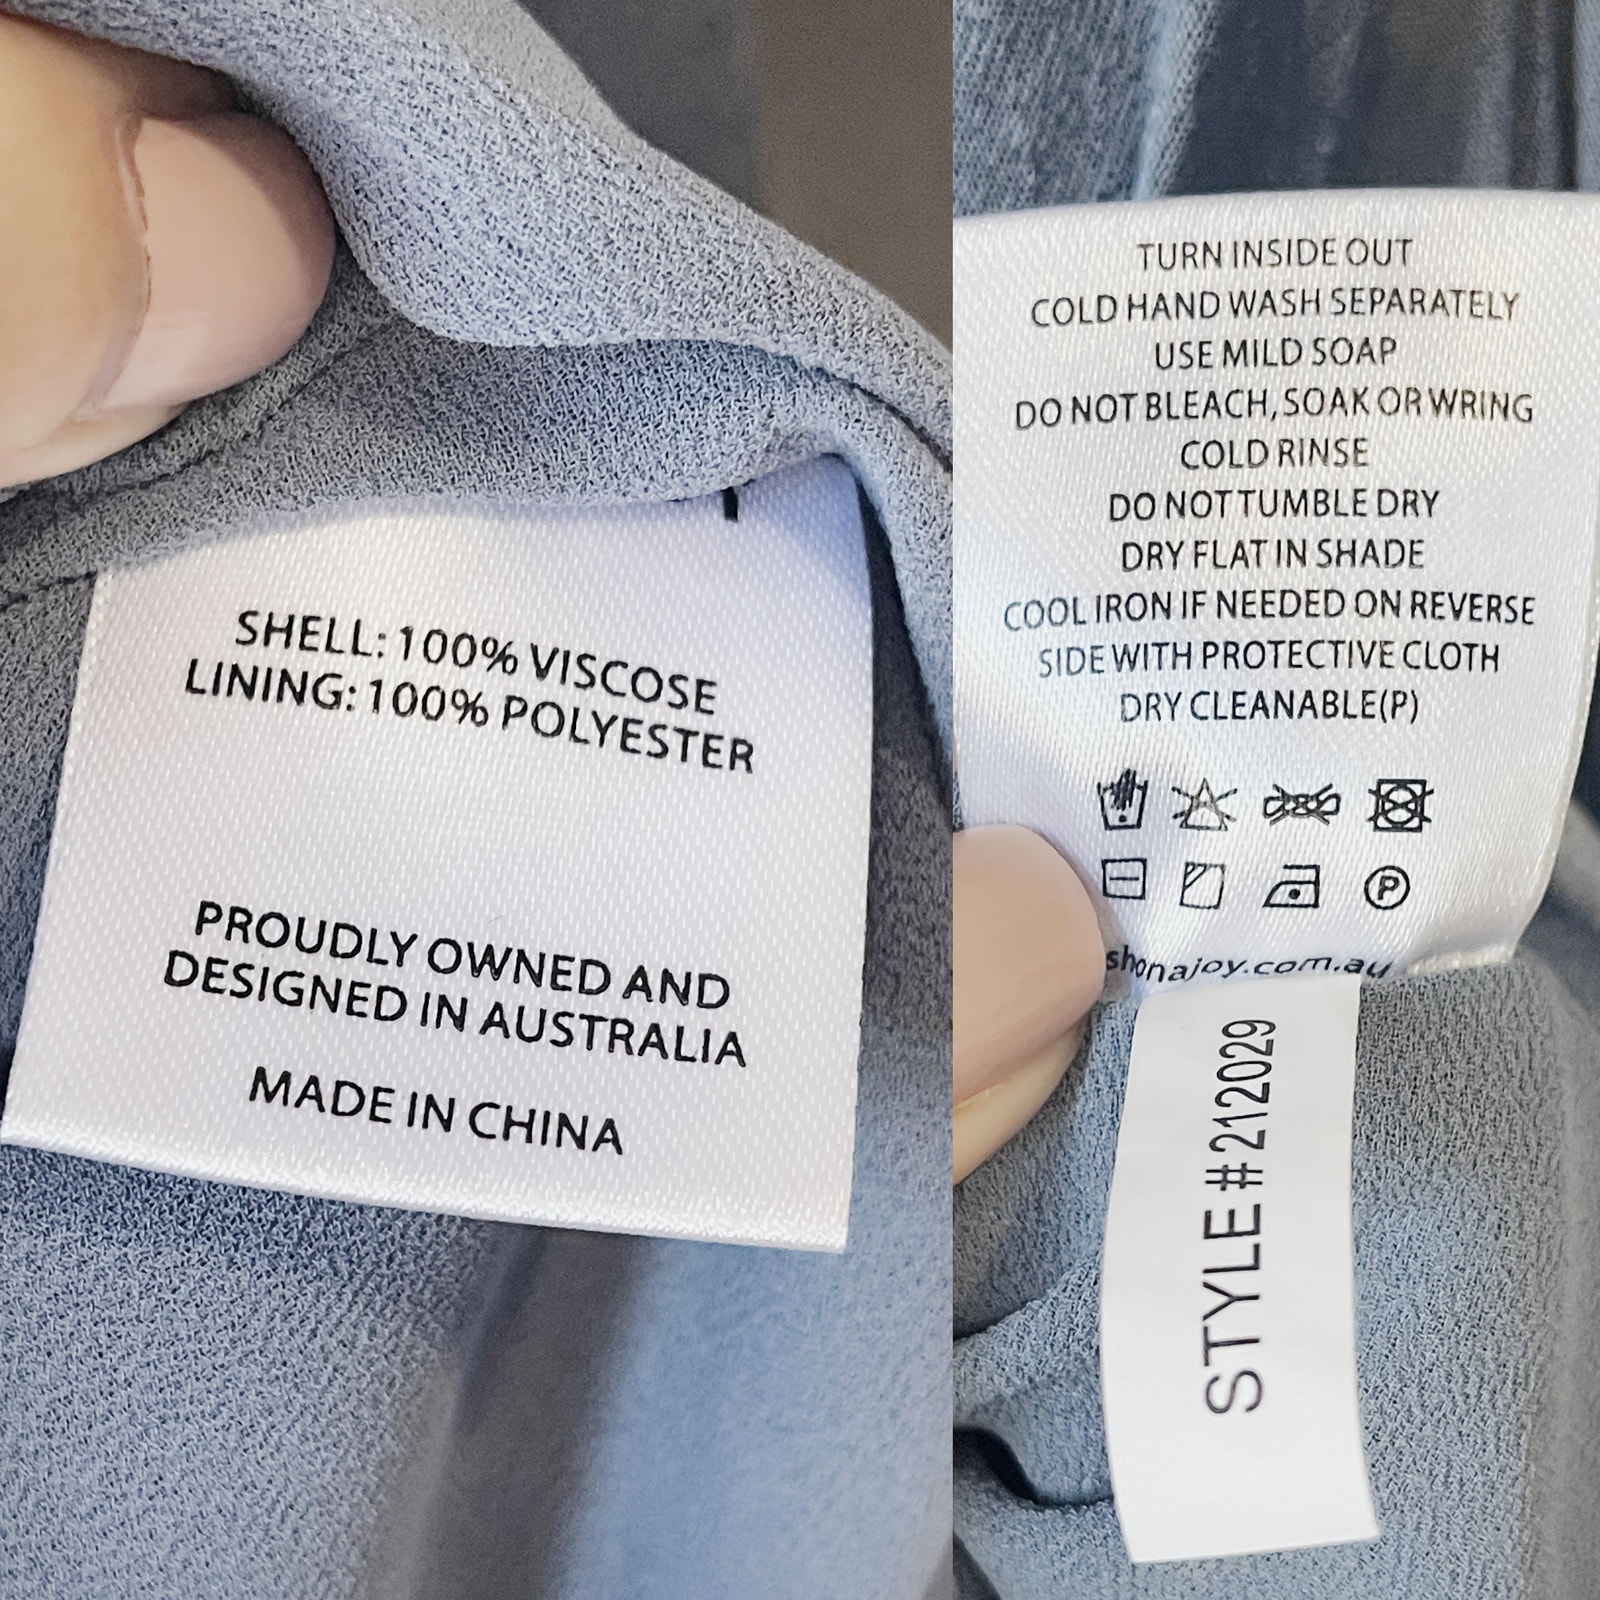 SHELL: 100% VISCOSE
LINING: 100% POLYESTER
PROUDLY OWNED AND
DESIGNED IN AUSTRALIA
MADE IN CHINA
TURN INSIDE OUT
COLD HAND WASH SEPARATELY
USE MILD SOAP
DO NOT BLEACH, SOAK OR WRING
COLD RINSE
DO NOT TUMBLE DRY
DRY FLAT IN SHADE
COOL IRON IF NEEDED ON REVERSE
SIDE WITH PROTECTIVE CLOTH
DRY CLEANABLE(P)
P
shonajoy.com.au
STYLE # 212029